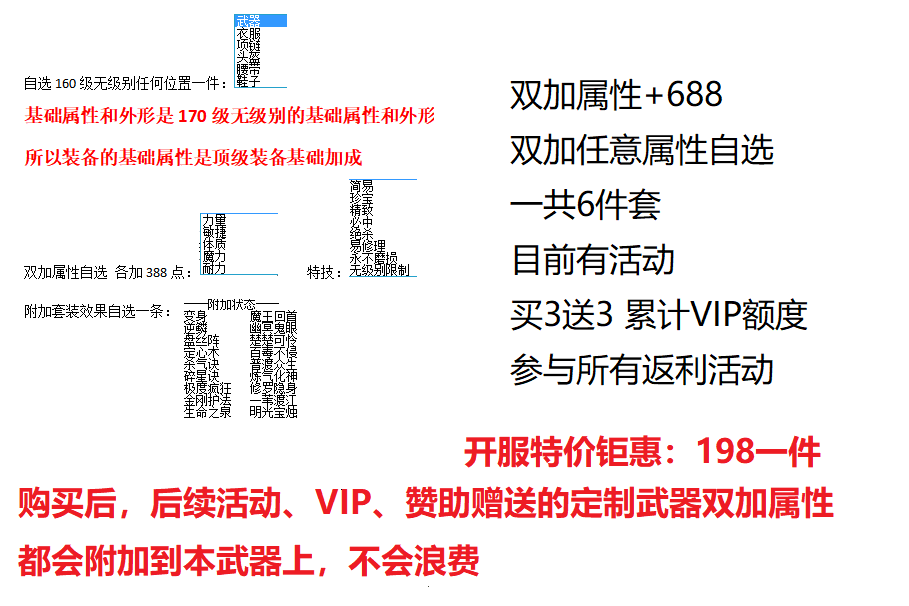 武器
衣服
项链
头盔
腰带
鞋子
自选160级无级别任何位置一件：
基础属性和外形是170级无级别的基础属性和外形
所以装备的基础属性是顶级装备基础加成
力量
敏捷
体质
魔力
耐力
双加属性自选 各加388点：
简易
珍宝
精致
必中
绝杀
易修理
永不磨损
无级别限制
特技：
附加套装效果自选一条：
附加状态
变身 魔王回首
逆鳞 幽冥鬼眼
盘丝阵 楚楚可怜
定心术 百毒不侵
杀气诀 普渡众生
碎星诀 炼气化神
极度疯狂 修罗隐身
金刚护法 一苇渡江
生命之泉 明光宝烛
双加属性+688
双加任意属性自选
一共6件套
目前有活动
买3送3 累计VIP额度
参与所有返利活动
开服特价钜惠：198一件
购买后，后续活动、VIP、赞助赠送的定制武器双加属性
都会附加到本武器上，不会浪费